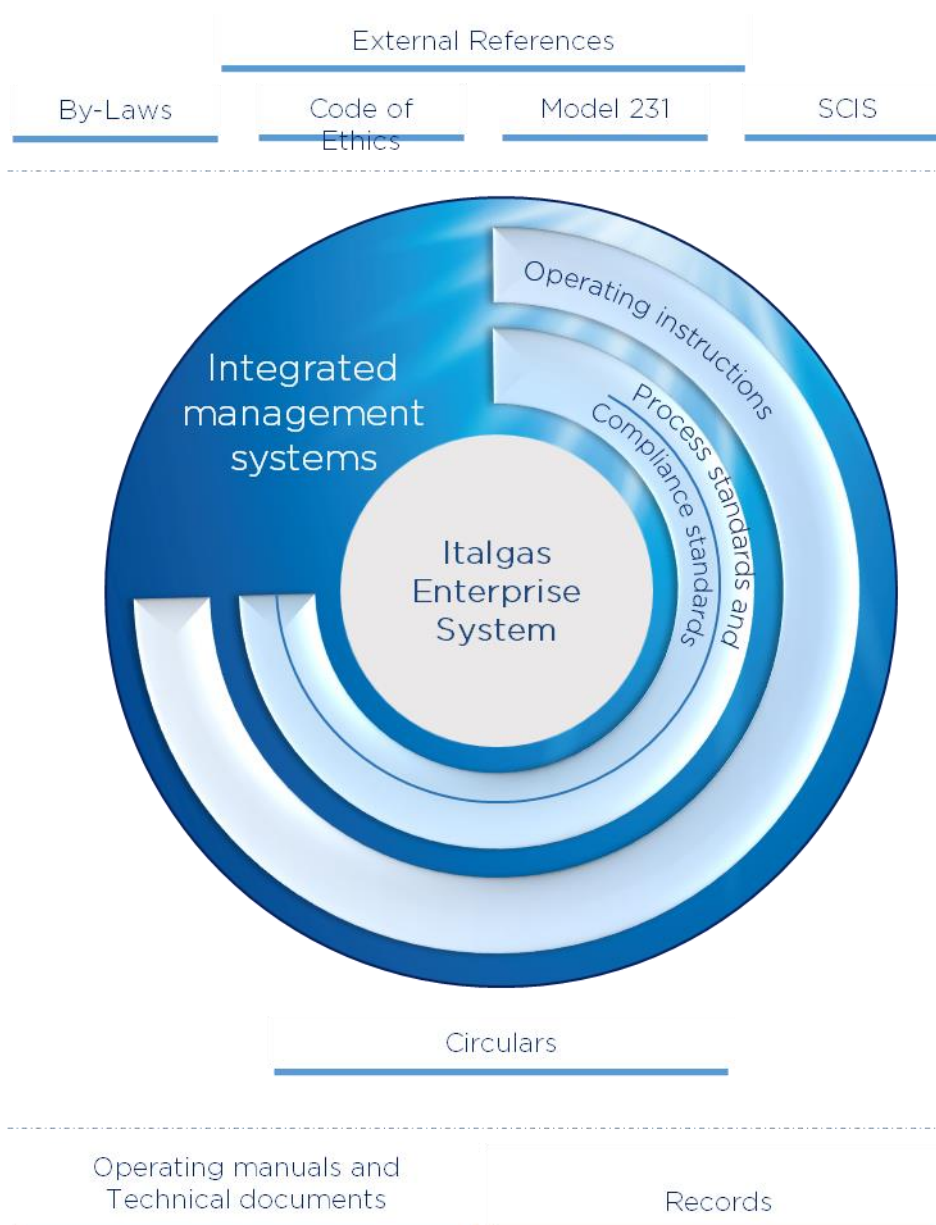 External References
By-Laws
Code of
Ethics
Model 231
SCIS
Operating instructions
Process standards and
Compliance standards
Integrated
management
systems
Italgas
Enterprise
System
Circulars
Operating manuals and
Technical documents
Records